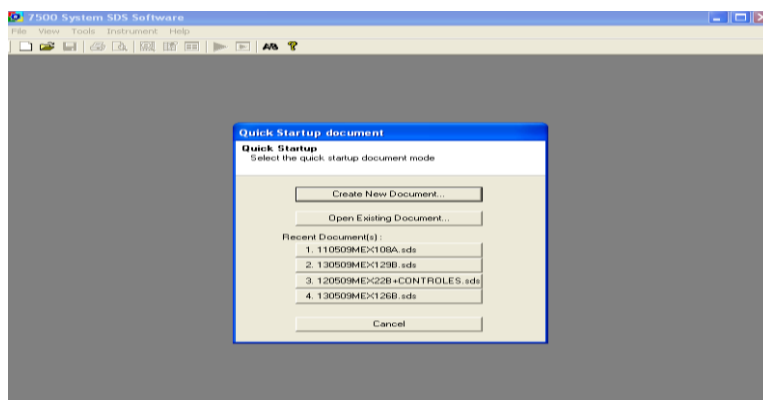 7500 System SDS Software
File View Tools Instrument Help
Quick Startup document
Quick Startup
Select the quick startup document mode
Create New Document...
Open Existing Document...
Recent Document(s) :
1. 110509MEX108A.sds
2. 130509MEX129B.sds
3. 120509MEX22B+CONTROLES.sds
4. 130509MEX126B.sds
Cancel